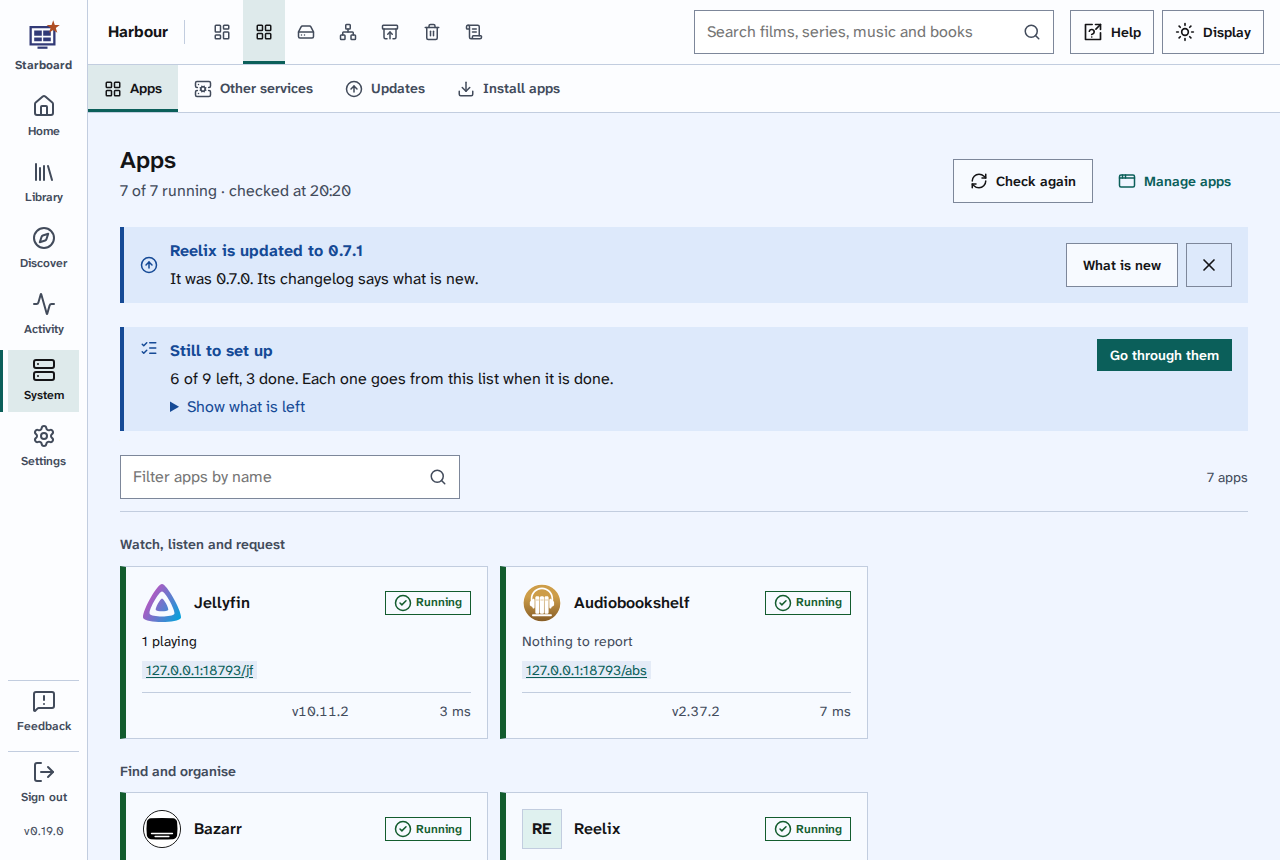 Starboard
Home
Library
Discover
Activity
System
Settings
Feedback
Sign out
v0.19.0
Harbour
Search films, series, music and books
Help
Display
Apps
Other services
Updates
Install apps
Apps
7 of 7 running · checked at 20:20
Check again
Manage apps
Reelix is updated to 0.7.1
It was 0.7.0. Its changelog says what is new.
What is new
Still to set up
6 of 9 left, 3 done. Each one goes from this list when it is done.
Show what is left
Go through them
Filter apps by name
7 apps
Watch, listen and request
Jellyfin
Running
1 playing
127.0.0.1:18793/jf
v10.11.2
3 ms
Audiobookshelf
Running
Nothing to report
127.0.0.1:18793/abs
v2.37.2
7 ms
Find and organise
Bazarr
Running
RE
Reelix
Running